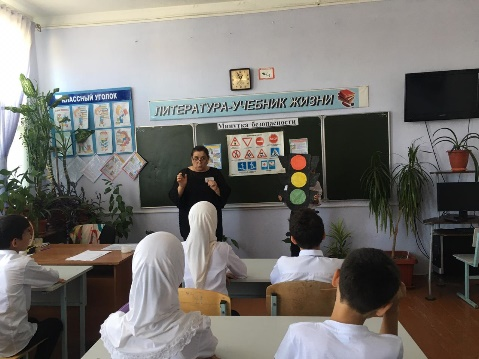 КЛАССНЫЙ УГОЛОК
ЛИТЕРАТУРА-УЧЕБНИК ЖИЗНИ
Минутка безопасности